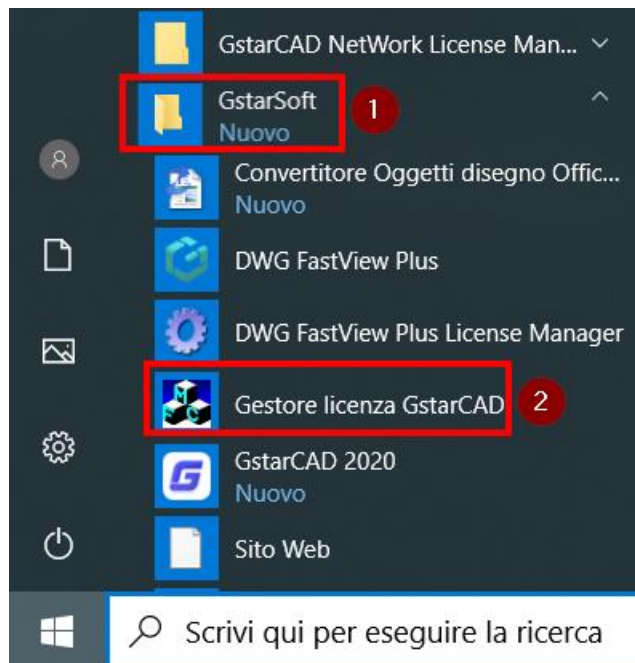 GstarCAD NetWork License Man...
GstarSoft
1
Nuovo
Convertitore Oggetti disegno Offic...
Nuovo
DWG FastView Plus
DWG FastView Plus License Manager
Gestore licenza GstarCAD
2
GstarCAD 2020
Nuovo
Sito Web
Scrivi qui per eseguire la ricerca